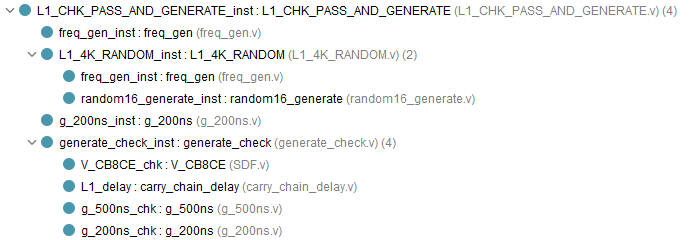 L1_CHK_PASS_AND_GENERATE_inst : L1_CHK_PASS_AND_GENERATE (L1_CHK_PASS_AND_GENERATE.v) (4)
freq_gen_inst : freq_gen (freq_gen.v)
L1_4K_RANDOM_inst : L1_4K_RANDOM (L1_4K_RANDOM.v) (2)
freq_gen_inst : freq_gen (freq_gen.v)
random16_generate_inst : random16_generate (random16_generate.v)
g_200ns_inst : g_200ns (g_200ns.v)
generate_check_inst : generate_check (generate_check.v) (4)
V_CB8CE_chk : V_CB8CE (SDF.v)
L1_delay : carry_chain_delay (carry_chain_delay.v)
g_500ns_chk : g_500ns (g_500ns.v)
g_200ns_chk : g_200ns (g_200ns.v)